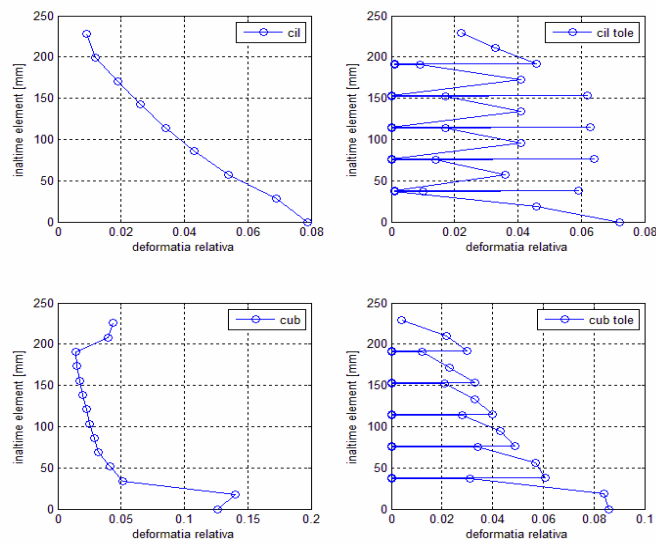 250
200
150
100
50
0
inaltime element [mm]
cil
0 0.02 0.04 0.06 0.08
deformatia relativa
250
200
150
100
50
0
inaltime element [mm]
cil tole
0 0.02 0.04 0.06 0.08
deformatia relativa
250
200
150
100
50
0
inaltime element [mm]
cub
0 0.05 0.1 0.15 0.2
deformatia relativa
250
200
150
100
50
0
inaltime element [mm]
cub tole
0 0.02 0.04 0.06 0.08 0.1
deformatia relativa